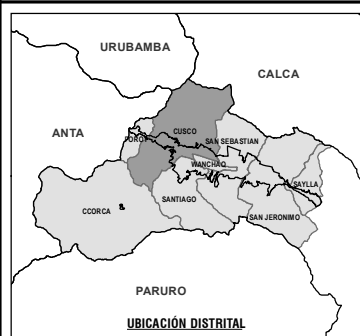 URUBAMBA
CALCA
ANTA
CUSCO
SAN SEBASTIAN
WANCHAQ
SAYLLA
CCORCA
SANTIAGO
SAN JERONIMO
PARURO
UBICACIÓN DISTRITAL